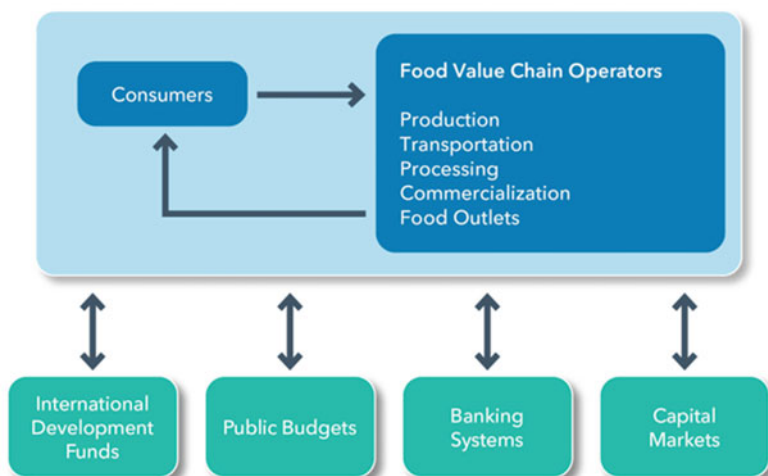 Consumers
Food Value Chain Operators
Production
Transportation
Processing
Commercialization
Food Outlets
International
Development
Funds
Public Budgets
Banking
Systems
Capital
Markets